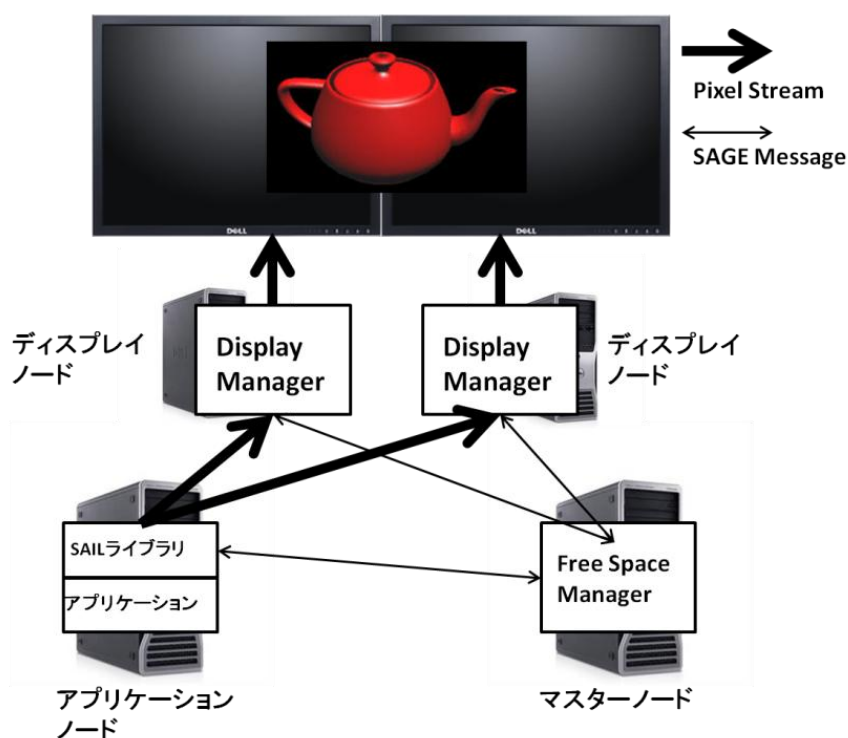 Pixel Stream
SAGE Message
DELL
DELL
ディスプレイ
ノード
Display
Manager
Display
Manager
ディスプレイ
ノード
SAILライブラリ
アプリケーション
Free Space
Manager
アプリケーション
ノード
マスターノード